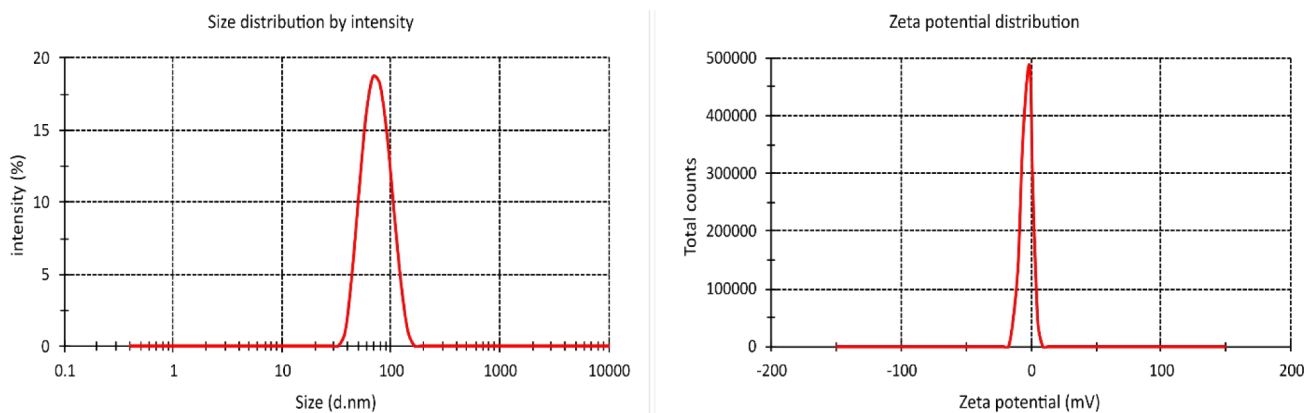 Size distribution by intensity
20
15
10
5
0
intensity (%)
0.1 1 10 100 1000 10000
Size (d.nm)
Zeta potential distribution
500000
400000
300000
200000
100000
0
Total counts
-200 -100 0 100 200
Zeta potential (mV)